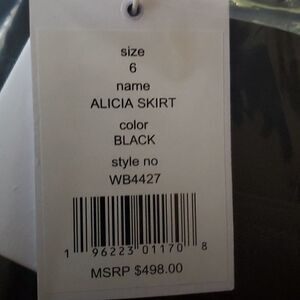 size
6
name
ALICIA SKIRT
color
BLACK
style no
WB4427
1 96223 01170 8
MSRP $498.00